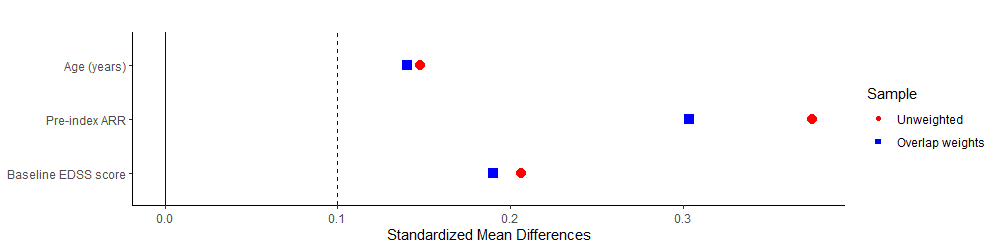 Age (years)
Pre-index ARR
Baseline EDSS score
0.0
0.1
0.2
0.3
Standardized Mean Differences
Sample
Unweighted
Overlap weights